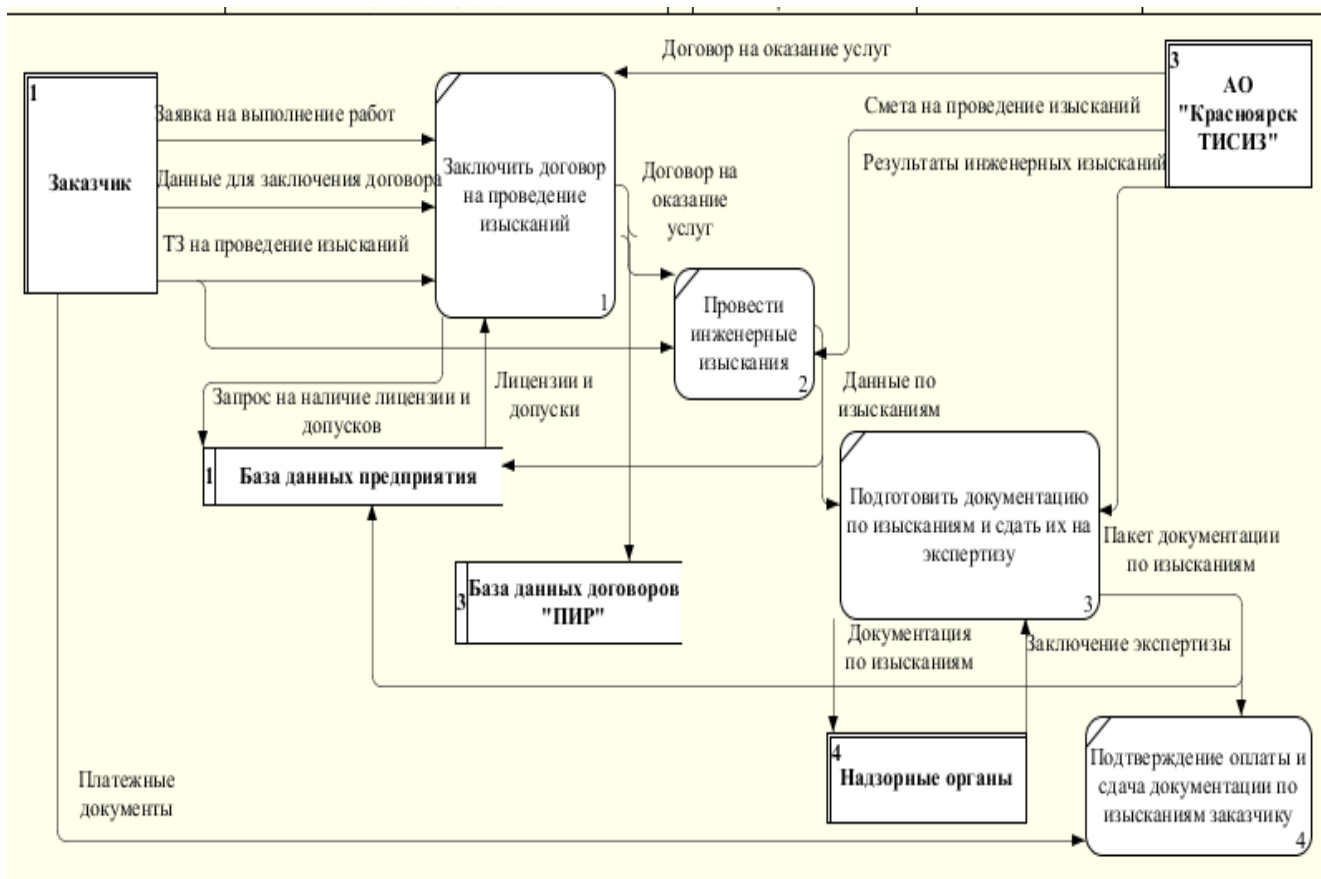 Договор на оказание услуг
3
АО
"Красноярск
ТИСИЗ"
1
Заказчик
Заявка на выполнение работ
Данные для заключения договора
ТЗ на проведение изысканий
Заключить договор
на проведение
изысканий
1
Смета на проведение изысканий
Результаты инженерных изысканий
Договор на
оказание
услуг
Провести
инженерные
изыскания
2
Запрос на наличие лицензии и
допусков
Лицензии и
допуски
Данные по
изысканиям
1
База данных предприятия
Подготовить документацию
по изысканиям и сдать их на
экспертизу
3
Пакет документации
по изысканиям
3
База данных договоров
"ПИР"
Документация
по изысканиям
Заключение экспертизы
4
Надзорные органы
Платежные
документы
Подтверждение оплаты и
сдача документации по
изысканиям заказчику
4